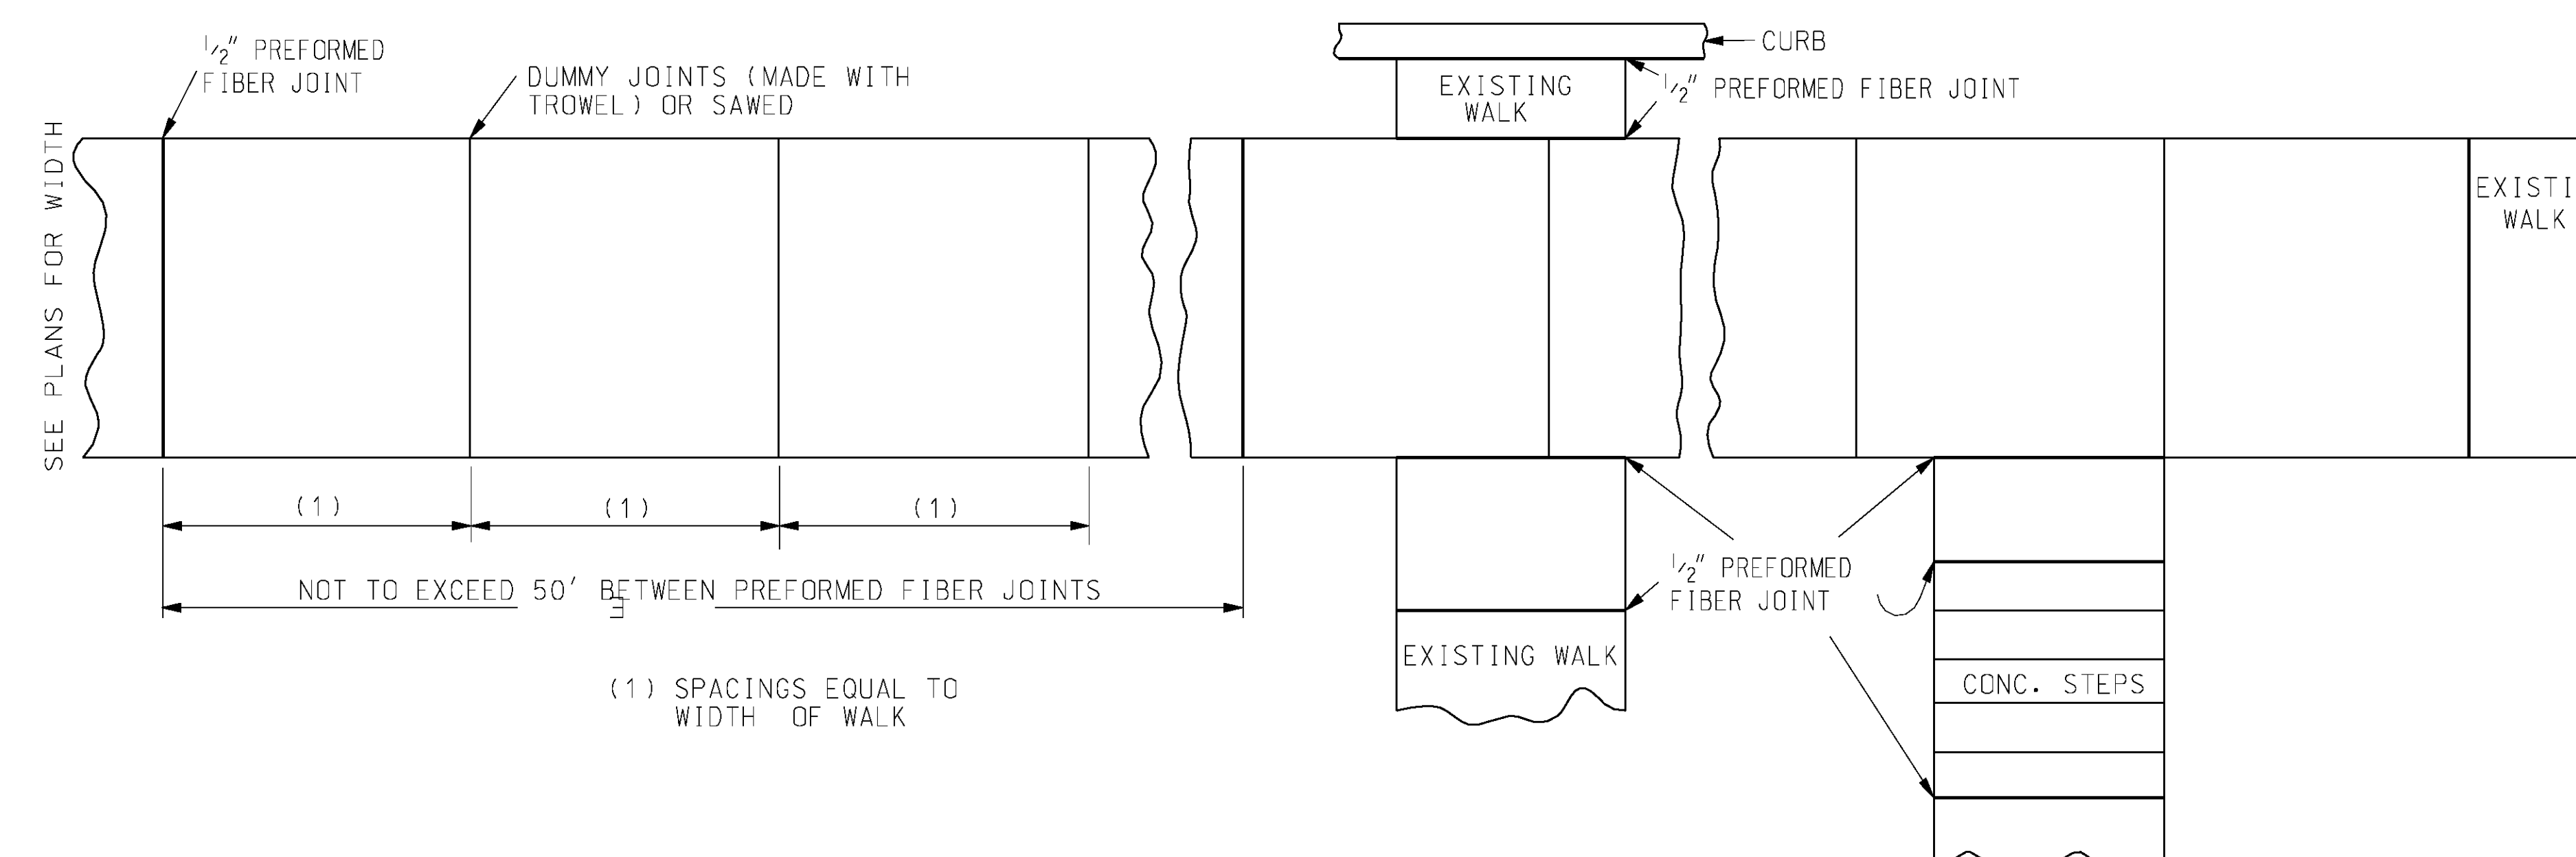 1/2" PREFORMED
FIBER JOINT
DUMMY JOINTS (MADE WITH
TROWEL) OR SAWED
CURB
EXISTING
WALK
1/2" PREFORMED FIBER JOINT
SEE PLANS FOR WIDTH
EXISTI
WALK
(1)
(1)
(1)
NOT TO EXCEED 50' BETWEEN PREFORMED FIBER JOINTS
E
1/2" PREFORMED
FIBER JOINT
EXISTING WALK
(1) SPACINGS EQUAL TO
WIDTH OF WALK
CONC. STEPS